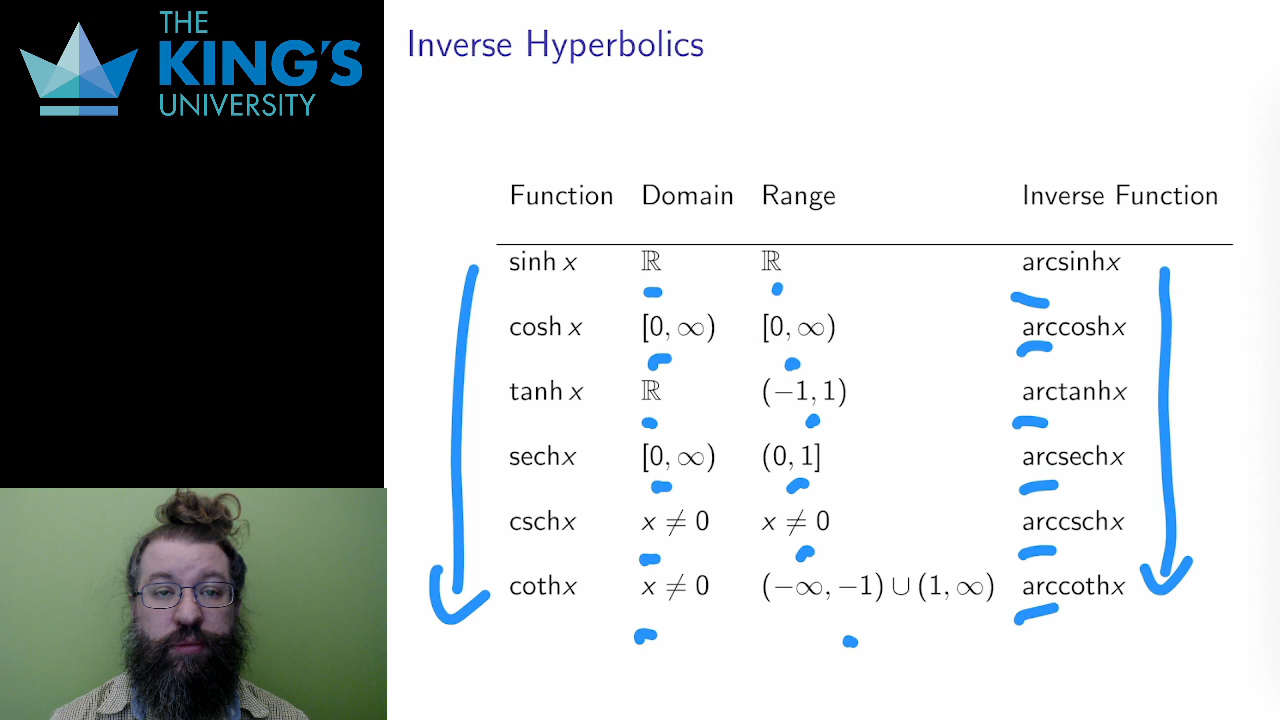 THE
KING'S
UNIVERSITY
Inverse Hyperbolics
Function Domain Range Inverse Function
sinh x ℝ ℝ arcsinhx
cosh x [0, ∞) [0, ∞) arccoshx
tanh x ℝ (−1, 1) arctanhx
sechx [0, ∞) (0, 1] arcsechx
cschx x ≠ 0 x ≠ 0 arccschx
cothx x ≠ 0 (−∞, −1) ∪ (1, ∞) arccothx